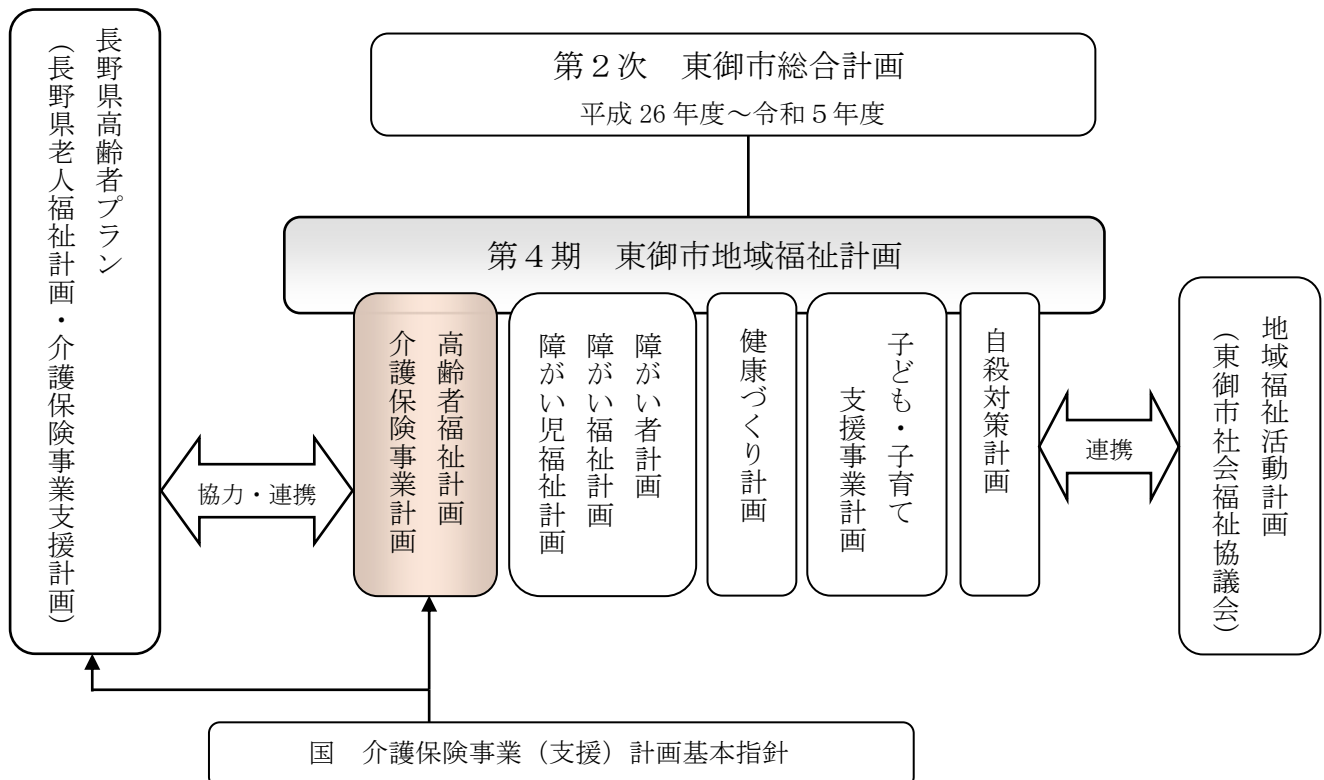 長野県高齢者プラン
（長野県老人福祉計画・介護保険事業支援計画）
第２次　東御市総合計画
平成 26 年度～令和５年度
第４期　東御市地域福祉計画
高齢者福祉計画
介護保険事業計画
障がい者計画
障がい福祉計画
障がい児福祉計画
健康づくり計画
子ども・子育て
支援事業計画
自殺対策計画
協力・連携
連携
地域福祉活動計画
（東御市社会福祉協議会）
国　介護保険事業（支援）計画基本指針